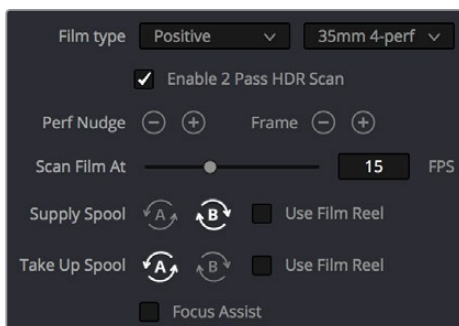 Film type Positive 35mm 4-perf
Enable 2 Pass HDR Scan
Perf Nudge Frame
Scan Film At 15 FPS
Supply Spool A B Use Film Reel
Take Up Spool A B Use Film Reel
Focus Assist